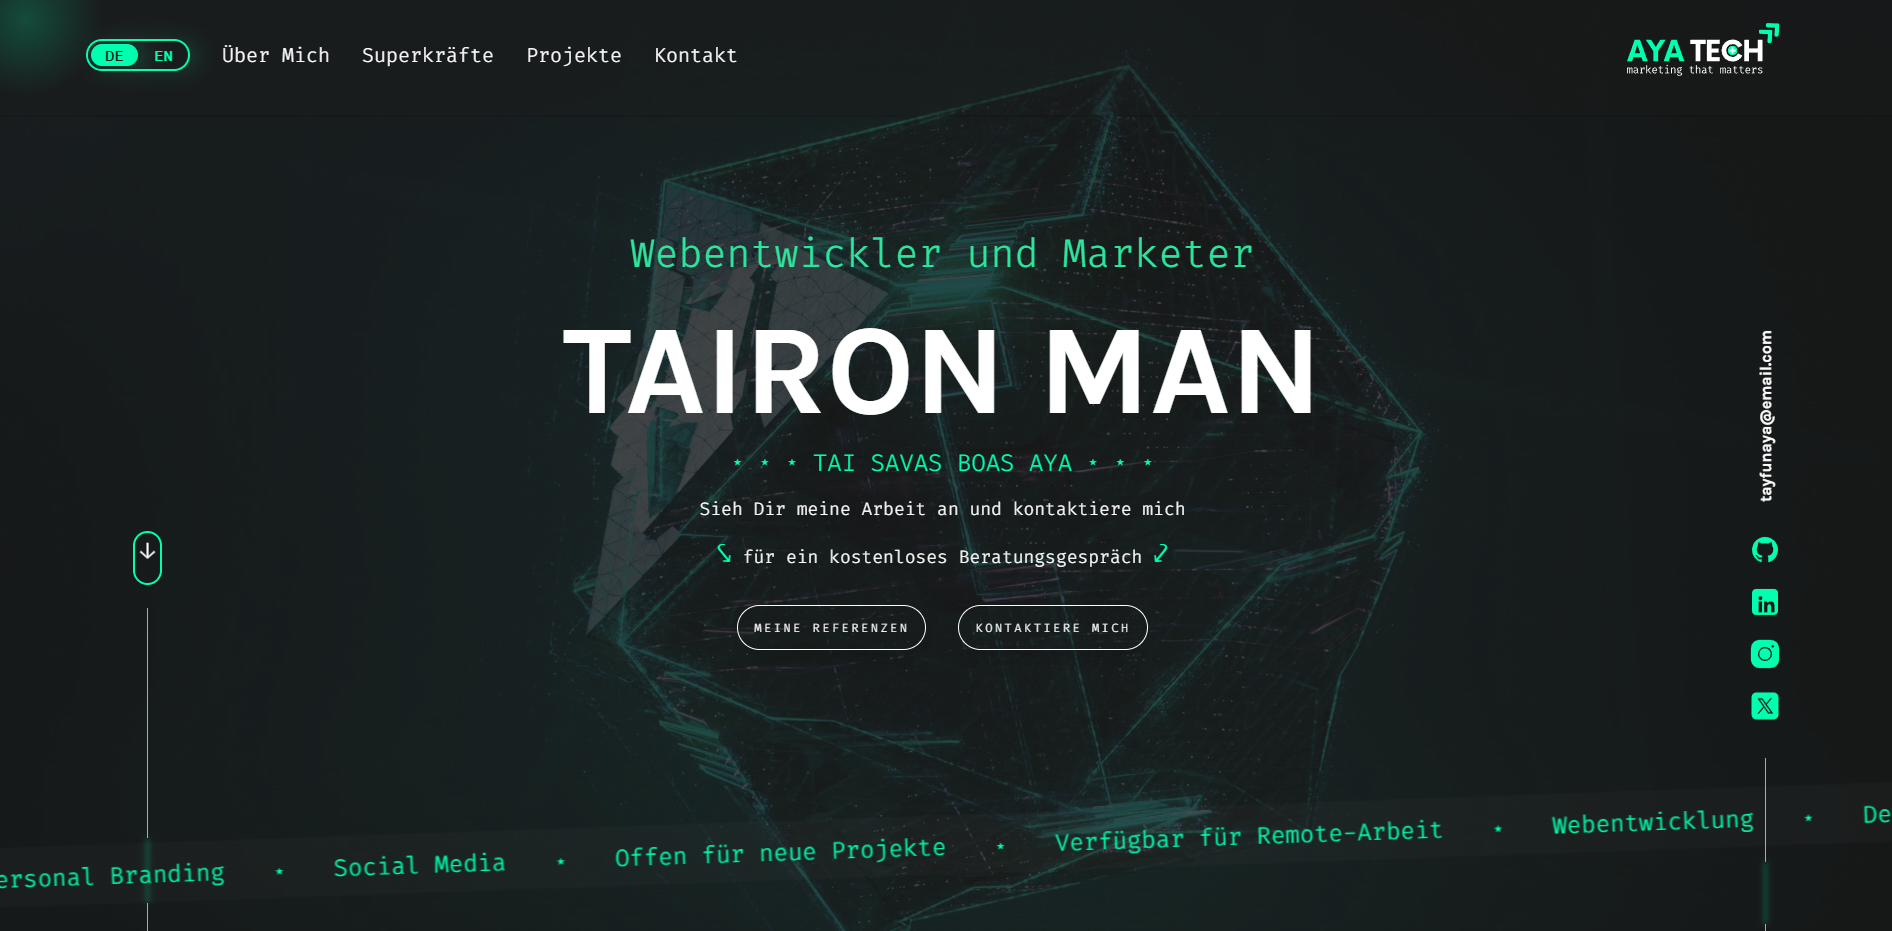 DE EN Über Mich Superkräfte Projekte Kontakt
AYA TECH
marketing that matters
Webentwickler und Marketer
TAIRON MAN
TAI SAVAS BOAS AYA
Sieh Dir meine Arbeit an und kontaktiere mich
für ein kostenloses Beratungsgespräch
MEINE REFERENZEN KONTAKTIERE MICH
tayfunaya@email.com
ersonal Branding Social Media Offen für neue Projekte Verfügbar für Remote-Arbeit Webentwicklung De